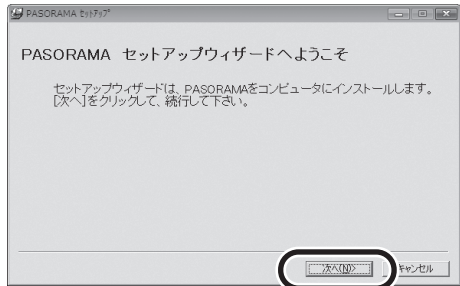 PASORAMA ｾｯﾄｱｯﾌﾟ
PASORAMA セットアップウィザードへようこそ
セットアップウィザードは、PASORAMAをコンピュータにインストールします。
[次へ]をクリックして、続行して下さい。
次へ(N)>
キャンセル